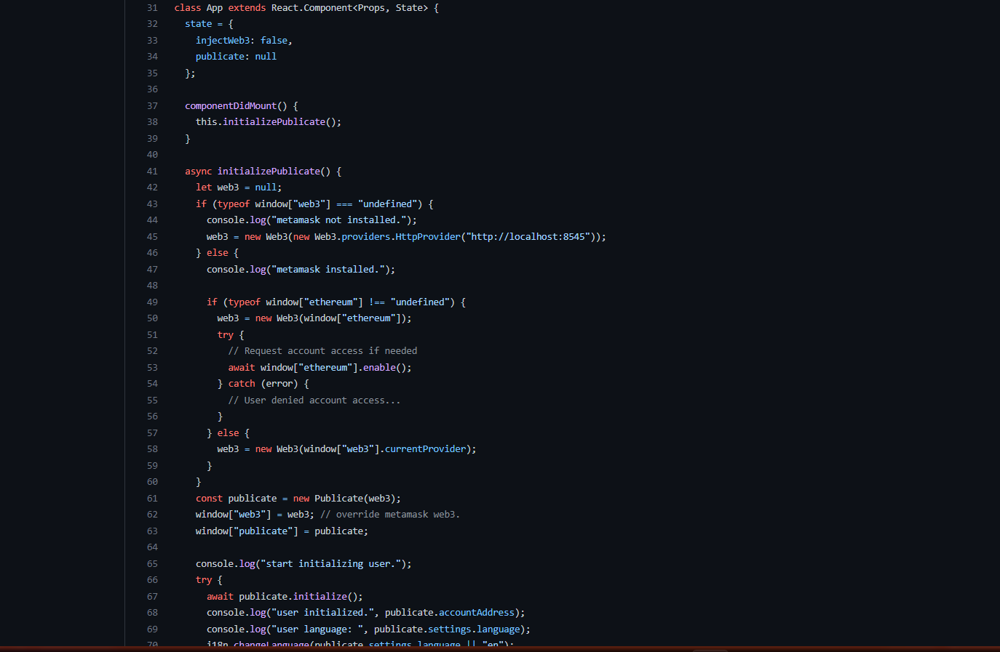 31 class App extends React.Component<Props, State> {
32 state = {
33 injectWeb3: false,
34 publicate: null
35 };
36
37 componentDidMount() {
38 this.initializePublicate();
39 }
40
41 async initializePublicate() {
42 let web3 = null;
43 if (typeof window["web3"] === "undefined") {
44 console.log("metamask not installed.");
45 web3 = new Web3(new Web3.providers.HttpProvider("http://localhost:8545"));
46 } else {
47 console.log("metamask installed.");
48
49 if (typeof window["ethereum"] !== "undefined") {
50 web3 = new Web3(window["ethereum"]);
51 try {
52 // Request account access if needed
53 await window["ethereum"].enable();
54 } catch (error) {
55 // User denied account access...
56 }
57 } else {
58 web3 = new Web3(window["web3"].currentProvider);
59 }
60 }
61 const publicate = new Publicate(web3);
62 window["web3"] = web3; // override metamask web3.
63 window["publicate"] = publicate;
64
65 console.log("start initializing user.");
66 try {
67 await publicate.initialize();
68 console.log("user initialized.", publicate.accountAddress);
69 console.log("user language: ", publicate.settings.language);
70 i18n.changeLanguage(publicate.settings.language || "en");